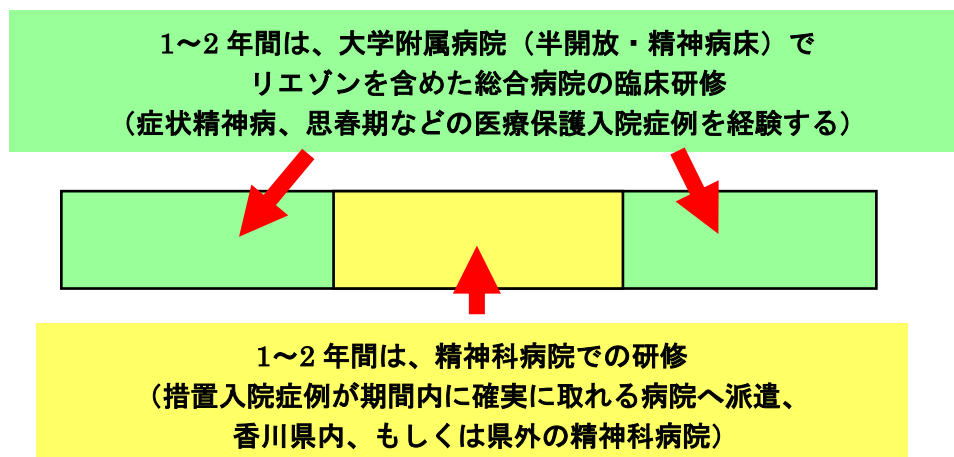 1～2 年間は、大学附属病院（半開放・精神病床）で
リエゾンを含めた総合病院の臨床研修
（症状精神病、思春期などの医療保護入院症例を経験する）
1～2 年間は、精神科病院での研修
（措置入院症例が期間内に確実に取れる病院へ派遣、
香川県内、もしくは県外の精神科病院）